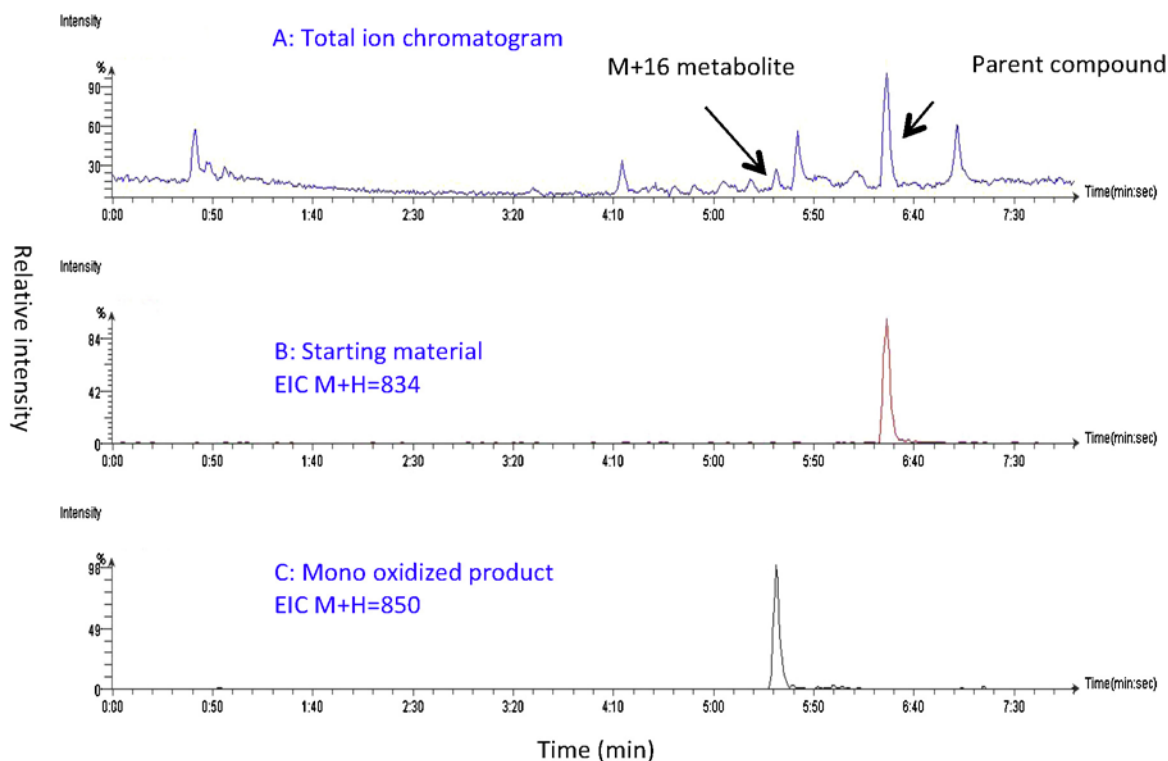 Intensity
A: Total ion chromatogram
M+16 metabolite
Parent compound
%
90
60
30
Time(min:sec)
0:00 0:50 1:40 2:30 3:20 4:10 5:00 5:50 6:40 7:30
Relative intensity
Intensity
%
B: Starting material
EIC M+H=834
84
42
0
Time(min:sec)
0:00 0:50 1:40 2:30 3:20 4:10 5:00 5:50 6:40 7:30
Intensity
%
C: Mono oxidized product
EIC M+H=850
98
49
0
Time(min:sec)
0:00 0:50 1:40 2:30 3:20 4:10 5:00 5:50 6:40 7:30
Time (min)